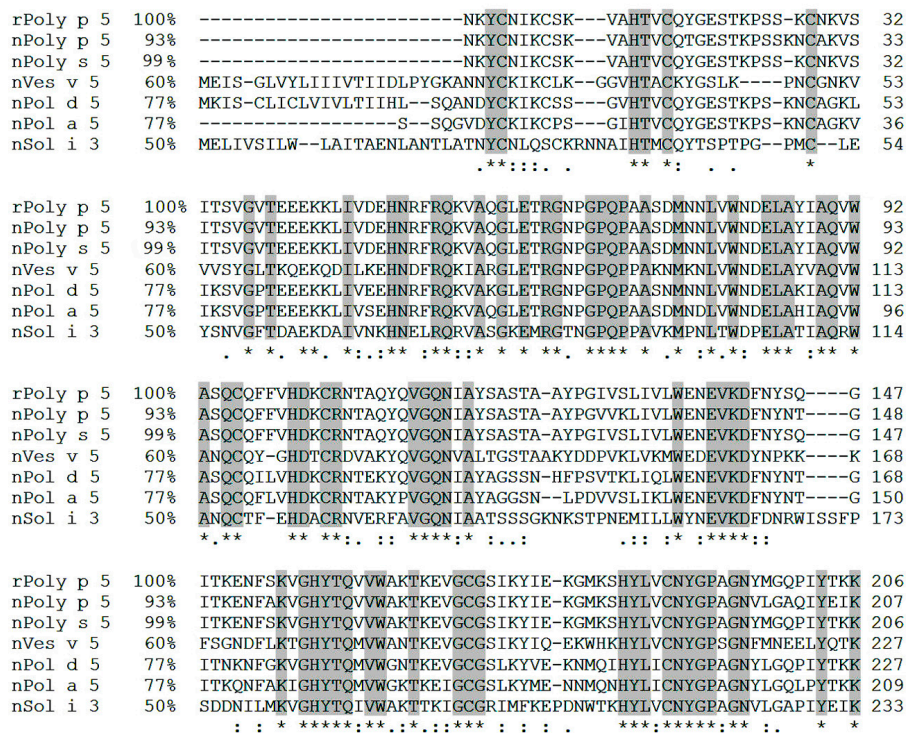 rPoly p 5 100% ------------------------NKYCNIKCSK---VAHTVCQYGESTKPSS-KCNKVS 32
nPoly p 5 93% ------------------------NKYCNIKCSK---VAHTVCQTGESTKPSSKNCAKVS 33
nPoly s 5 99% ------------------------NKYCNIKCSK---VAHTVCQYGESTKPSS-KCNKVS 32
nVes v 5 60% MEIS-GLVYLIIIVTIIDLPYGKANNYCKIKCLK--GGVHTACKYGSLK----PNCGNKV 53
nPol d 5 77% MKIS-CLICLVIVLTIIHL--SQANDYCKIKCSS---GVHTVCQYGESTKPS-KNCAGKL 53
nPol a 5 77% ------------------S--SQGVDYCKIKCPS---GIHTVCQYGESTKPS-KNCAGKV 36
nSol i 3 50% MELIVSILW--LAITAENLANTLATNYCNLQSCKRNNAIHTMCQYTSPTPG--PMC--LE 54
.**::: . . ** *: . . *
rPoly p 5 100% ITSVGVTEEEKKLIVDEHNRFRQKVAQGLETRGNPGPQPAASDMNNLVWNDELAYIAQVW 92
nPoly p 5 93% ITSVGVTEEEKKLIVDEHNRFRQKVAQGLETRGNPGPQPAASDMNNLVWNDELAYIAQVW 93
nPoly s 5 99% ITSVGVTEEEKKLIVDEHNRFRQKVAQGLETRGNPGPQPAASDMNNLVWNDELAYIAQVW 92
nVes v 5 60% VVSYGLTKQEKQDILKEHNDFRQKIARGLETRGNPGPQPPAKNMKNLVWNDELAYVAQVW 113
nPol d 5 77% IKSVGPTEEEKKLIVEEHNRFRQKVAKGLETRGNPGPQPAASNMNNLVWNDELAKIAQVW 113
nPol a 5 77% IKSVGPTEEEKKLIVSEHNRFRQKVAQGLETRGNPGPQPAASDMNDLVWNDELAHIAQVW 96
nSol i 3 50% YSNVGFTDAEKDAIVNKHNELRQRVASGKEMRGTNGPQPPAVKMPNLTWDPELATIAQRW 114
. * *. **. *:.:** :**::* * * **. **** * * :*.*: *** :** *
rPoly p 5 100% ASQCQFFVHDKCRNTAQYQVGQNIAYSASTA-AYPGIVSLIVLWENEVKDFNYSQ----G 147
nPoly p 5 93% ASQCQFFVHDKCRNTAQYQVGQNIAYSASTA-AYPGVVKLIVLWENEVKDFNYNT----G 148
nPoly s 5 99% ASQCQFFVHDKCRNTAQYQVGQNIAYSASTA-AYPGIVSLIVLWENEVKDFNYSQ----G 147
nVes v 5 60% ANQCQY-GHDTCRDVAKYQVGQNVALTGSTAAKYDDPVKLVKMWEDEVKDYNPKK----K 168
nPol d 5 77% ASQCQILVHDKCRNTEKYQVGQNIAYAGSSN-HFPSVTKLIQLWENEVKDFNYNT----G 168
nPol a 5 77% ASQCQFLVHDKCRNTAKYPVGQNIAYAGGSN-LPDVVSLIKLWENEVKDFNYNT----G 150
nSol i 3 50% ANQCTF-EHDACRNVERFAVGQNIAATSSSGKNKSTPNEMILLWYNEVKDFDNRWISSFP 173
*.** ** **:. :: ****:* :..: .:: :* :****::
rPoly p 5 100% ITKENFSKVGHYTQVVWAKTKEVGCGSIKYIE-KGMKSHYLVCNYGPAGNYMGQPIYTKK 206
nPoly p 5 93% ITKENFAKVGHYTQVVWAKTKEVGCGSIKYIE-KGMKSHYLVCNYGPAGNVLGAQIYEIK 207
nPoly s 5 99% ITKENFSKVGHYTQVVWAKTKEVGCGSIKYIE-KGMKSHYLVCNYGPAGNYMGQPIYTKK 206
nVes v 5 60% FSGNDFLKTGHYTQMVWANTKEVGCGSIKYIQ-EKWHKHYLVCNYGPSGNFMNEELYQTK 227
nPol d 5 77% ITNKNFGKVGHYTQMVWGNTKEVGCGSLKYVE-KNMQIHYLICNYGPAGNYLGQPIYTKK 227
nPol a 5 77% ITKQNFAKIGHYTQMVWGKTKEIGCGSLKYME-NNMQNHYLICNYGPAGNYLGQLPYTKK 209
nSol i 3 50% SDDNILMKVGHYTQIVWAKTTKIGCGRIMFKEPDNWTKHYLVCNYGPAGNVLGAPIYEIK 233
: : * *****:**.:*.::*** : : : . ***:*****:** :. * *